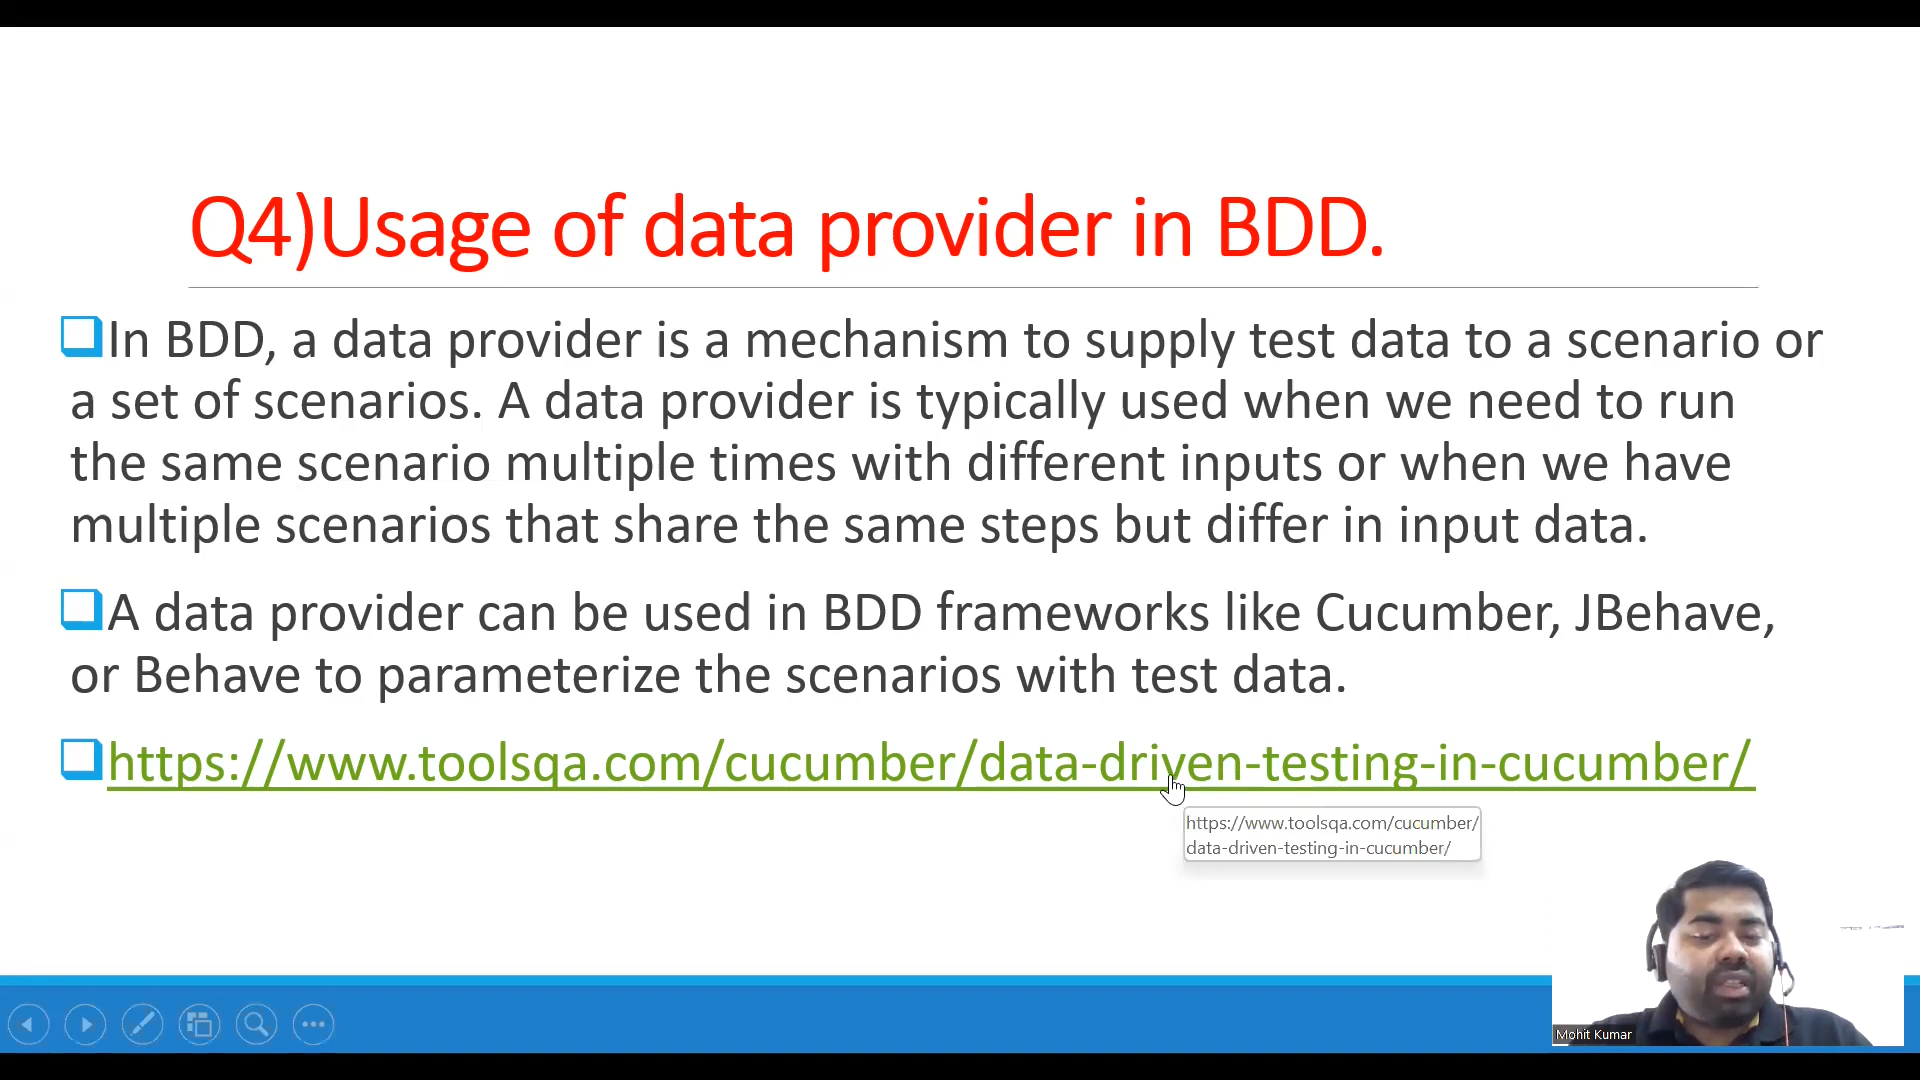 Q4)Usage of data provider in BDD.
In BDD, a data provider is a mechanism to supply test data to a scenario or
a set of scenarios. A data provider is typically used when we need to run
the same scenario multiple times with different inputs or when we have
multiple scenarios that share the same steps but differ in input data.
A data provider can be used in BDD frameworks like Cucumber, JBehave,
or Behave to parameterize the scenarios with test data.
https://www.toolsqa.com/cucumber/data-driven-testing-in-cucumber/
https://www.toolsqa.com/cucumber/
data-driven-testing-in-cucumber/
Mohit Kumar